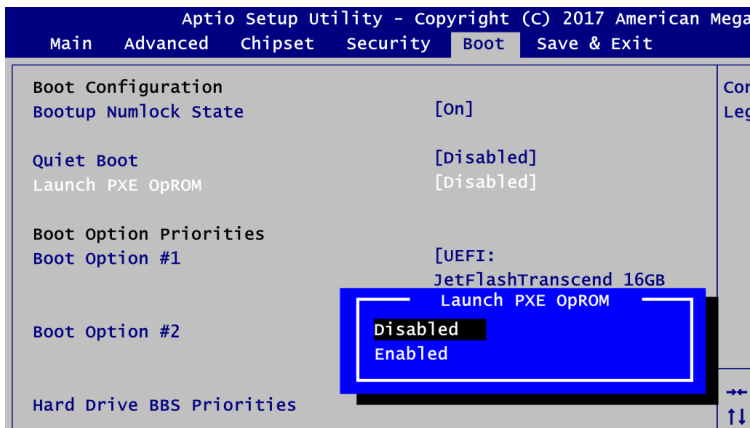 Aptio Setup Utility - Copyright (C) 2017 American Mega
Main Advanced Chipset Security Boot Save & Exit
Boot Configuration
Bootup Numlock State [On]
Quiet Boot [Disabled]
Launch PXE OpROM [Disabled]
Boot Option Priorities
Boot Option #1 [UEFI:
JetFlashTranscend 16GB
Launch PXE OpROM
Disabled
Enabled
Boot Option #2
Hard Drive BBS Priorities